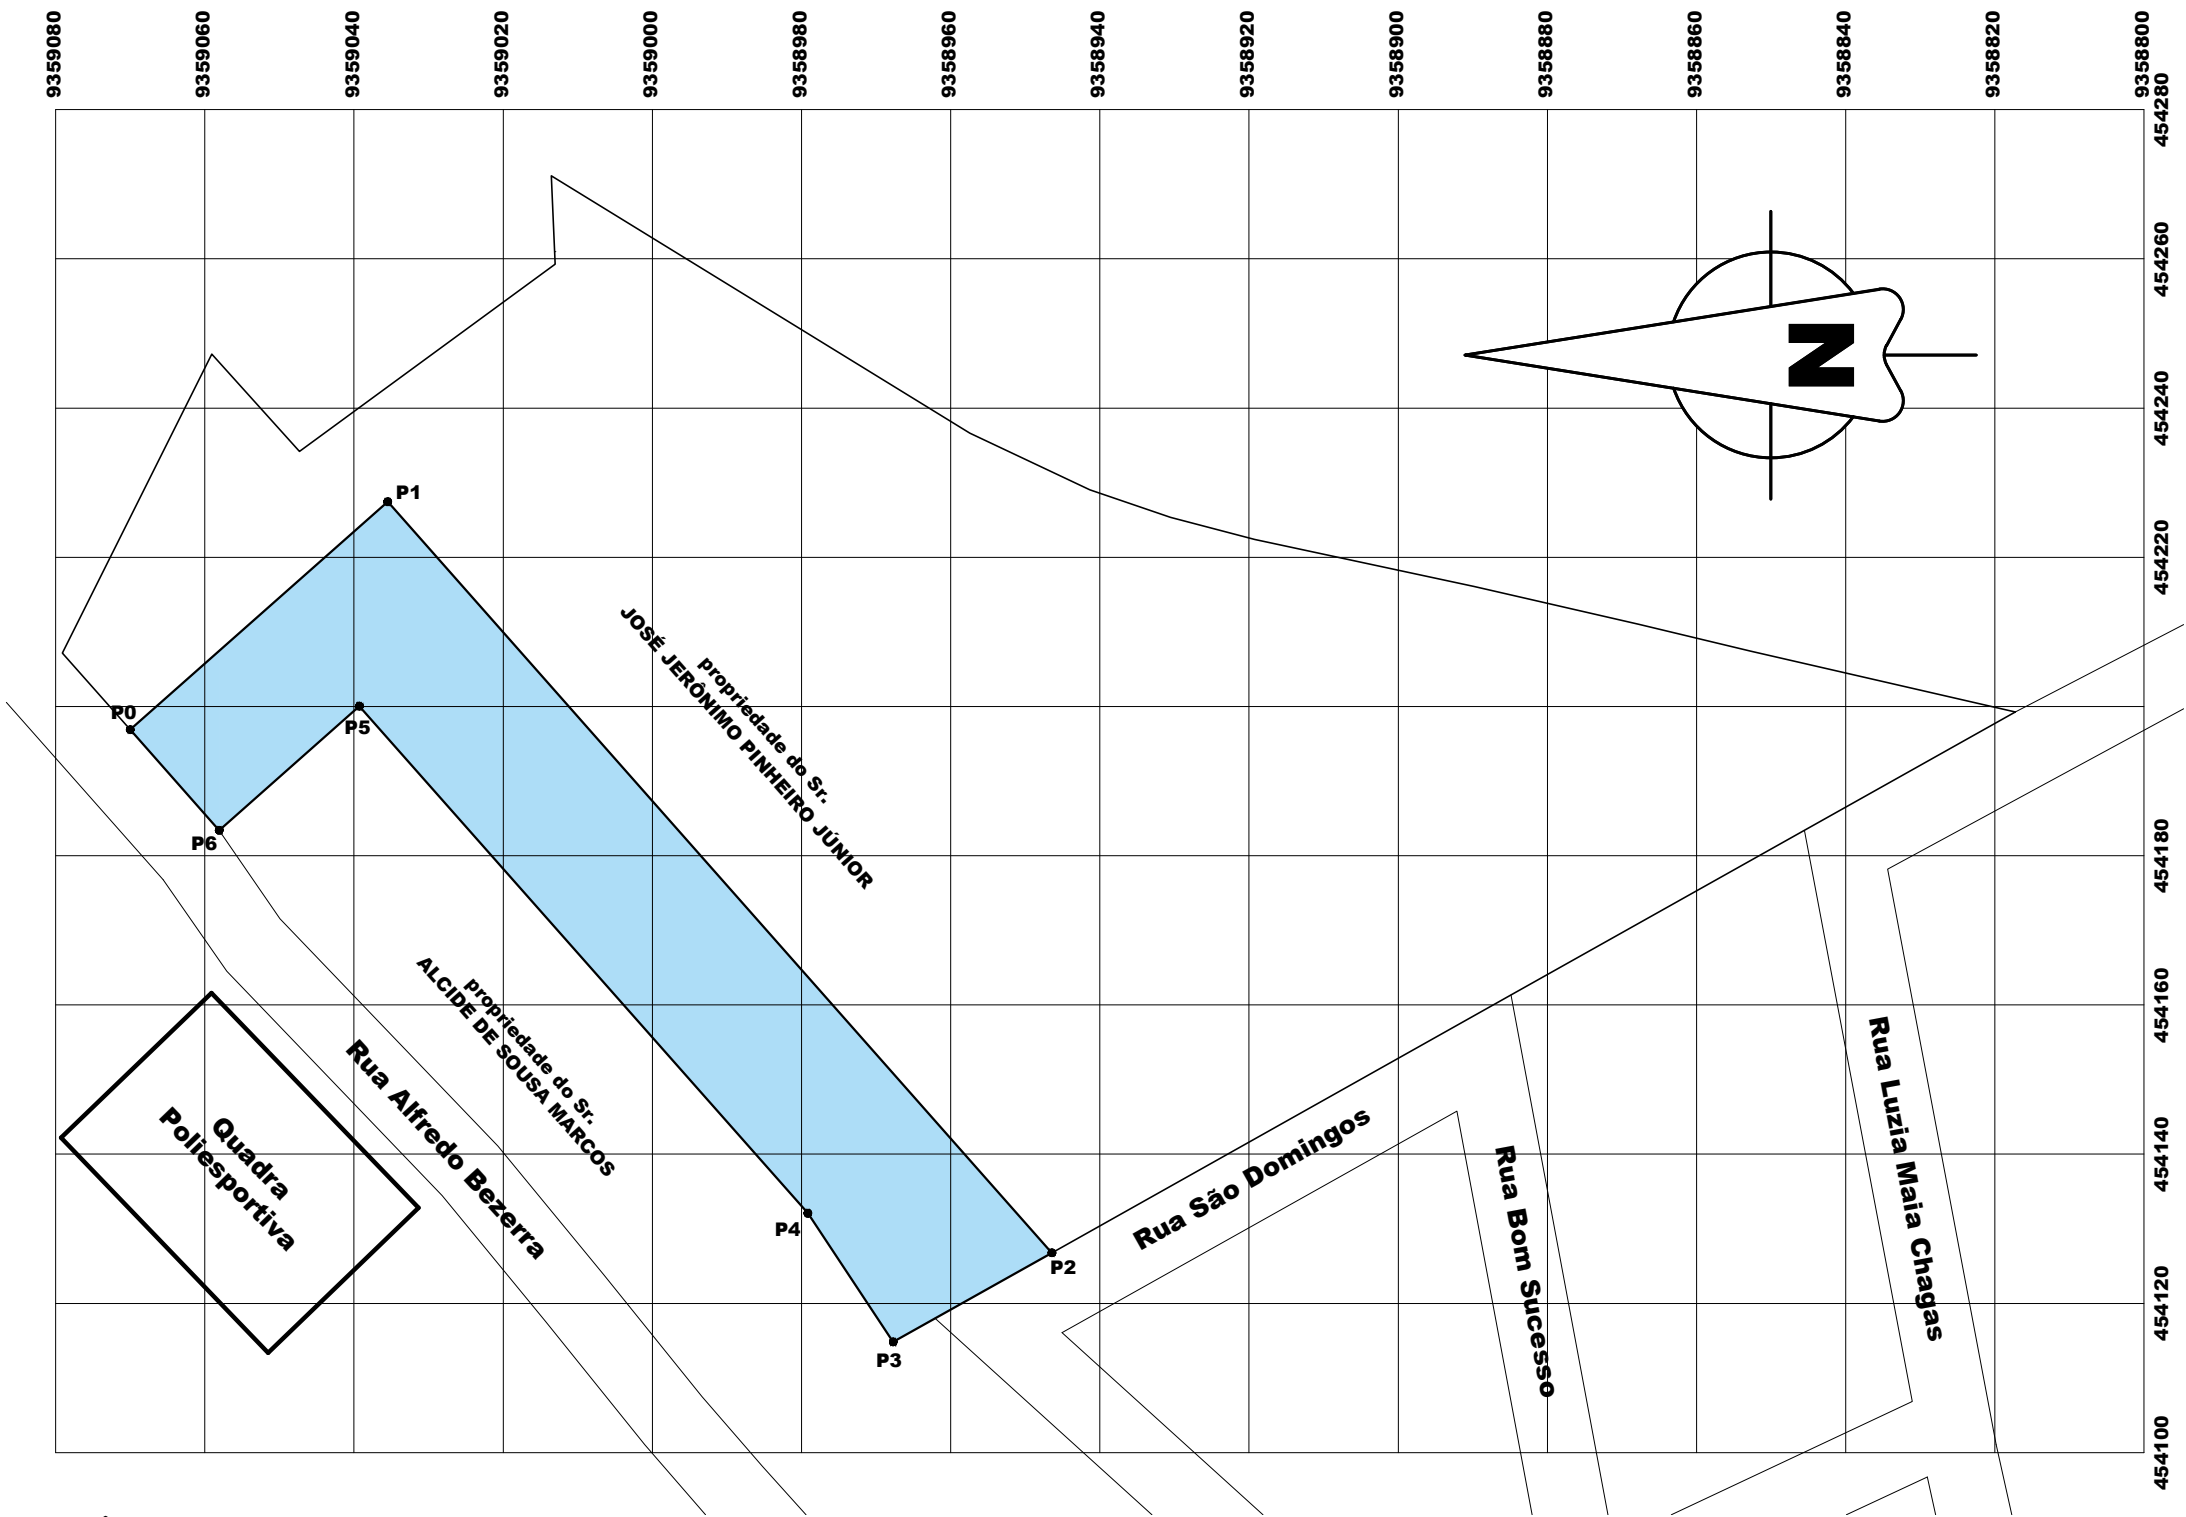 9359080
9359060
9359040
9359020
9359000
9358980
9358960
9358940
9358920
9358900
9358880
9358860
9358840
9358820
9358800
454280
454260
454240
454220
454180
454160
454140
454120
454100
N
P1
P0
P5
P6
P4
P2
P3
propriedade do Sr.
JOSÉ JERÔNIMO PINHEIRO JÚNIOR
propriedade do Sr.
ALCIDE DE SOUSA MARCOS
Quadra
Poliesportiva
Rua Alfredo Bezerra
Rua São Domingos
Rua Bom Sucesso
Rua Luzia Maia Chagas